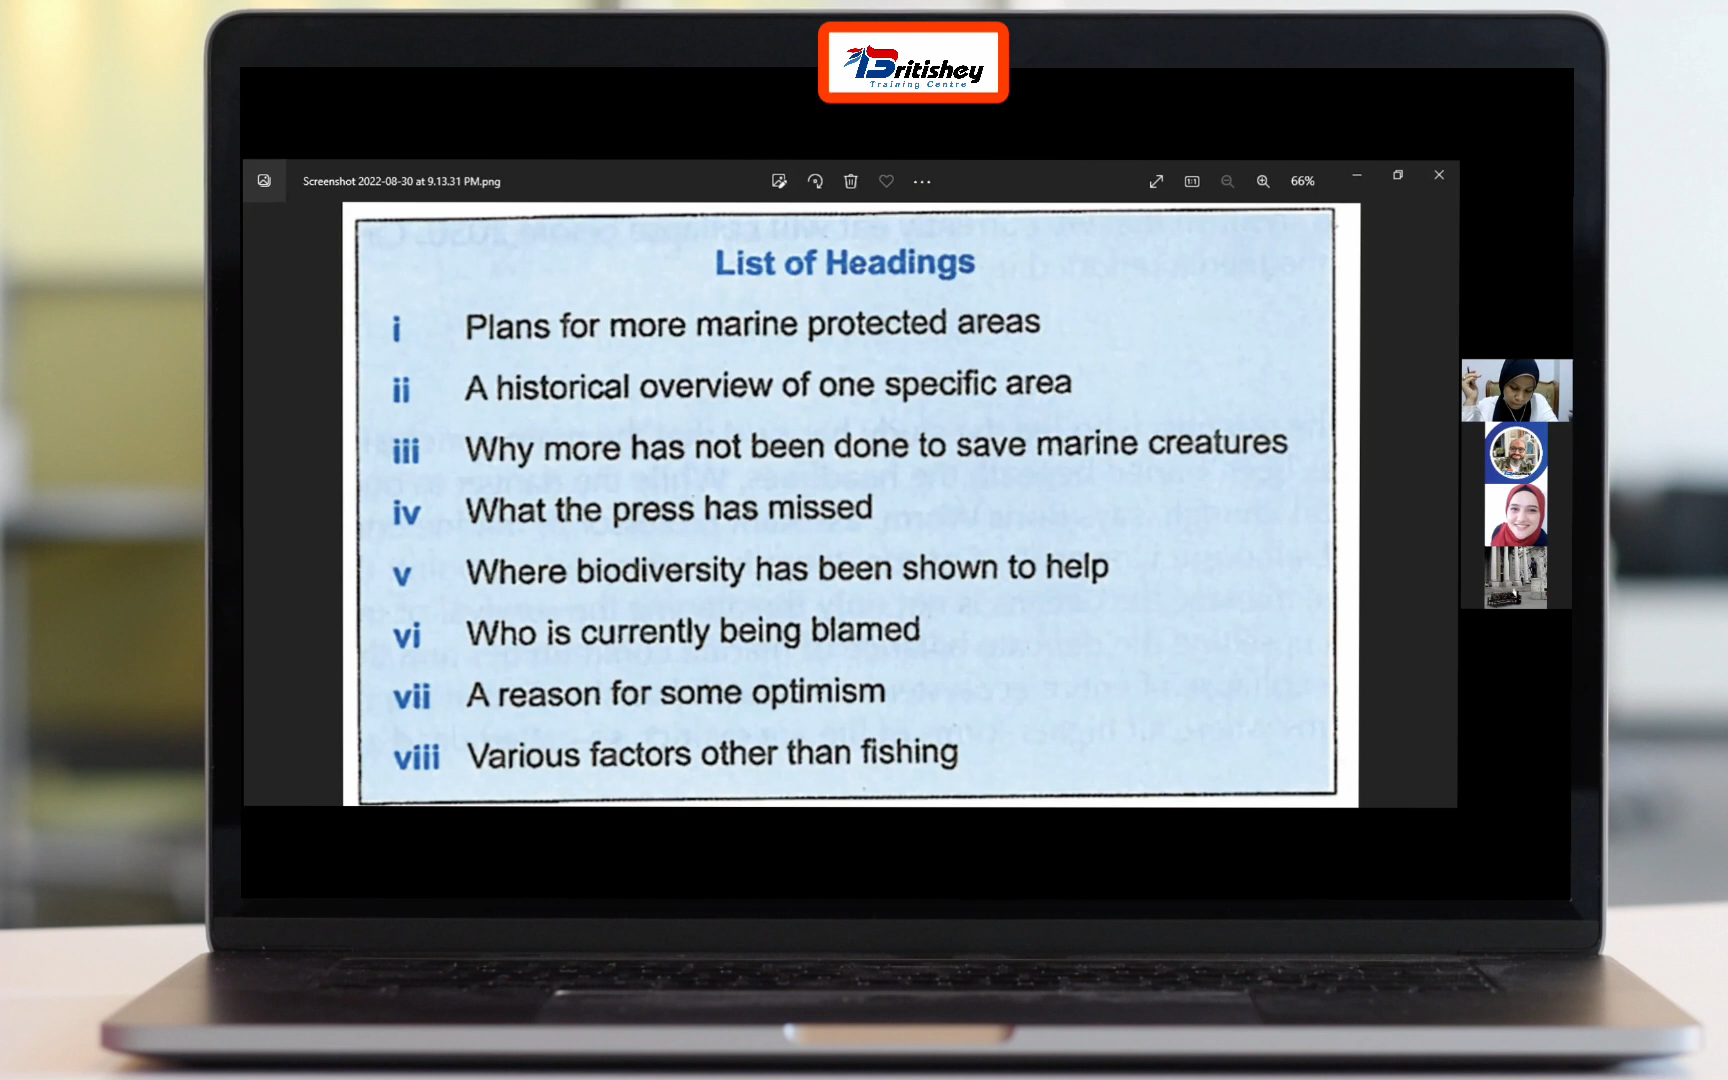 Britishey
Training Centre
Screenshot 2022-08-30 at 9.13.31 PM.png
66%
List of Headings
i Plans for more marine protected areas
ii A historical overview of one specific area
iii Why more has not been done to save marine creatures
iv What the press has missed
v Where biodiversity has been shown to help
vi Who is currently being blamed
vii A reason for some optimism
viii Various factors other than fishing